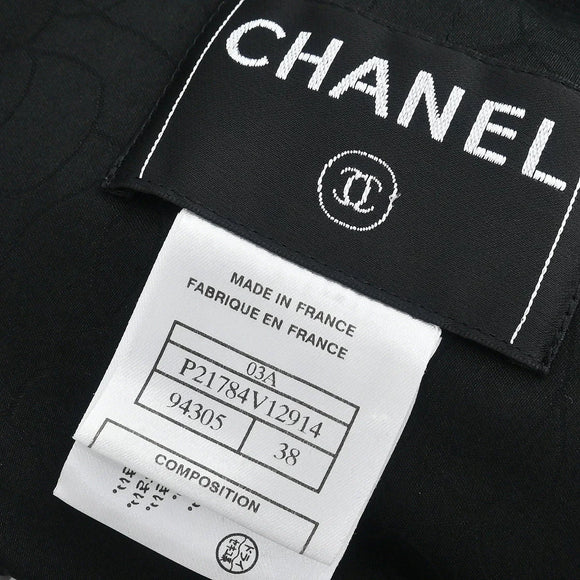 CHANEL
MADE IN FRANCE
FABRIQUE EN FRANCE
03A
P21784V12914
94305 38
COMPOSITION